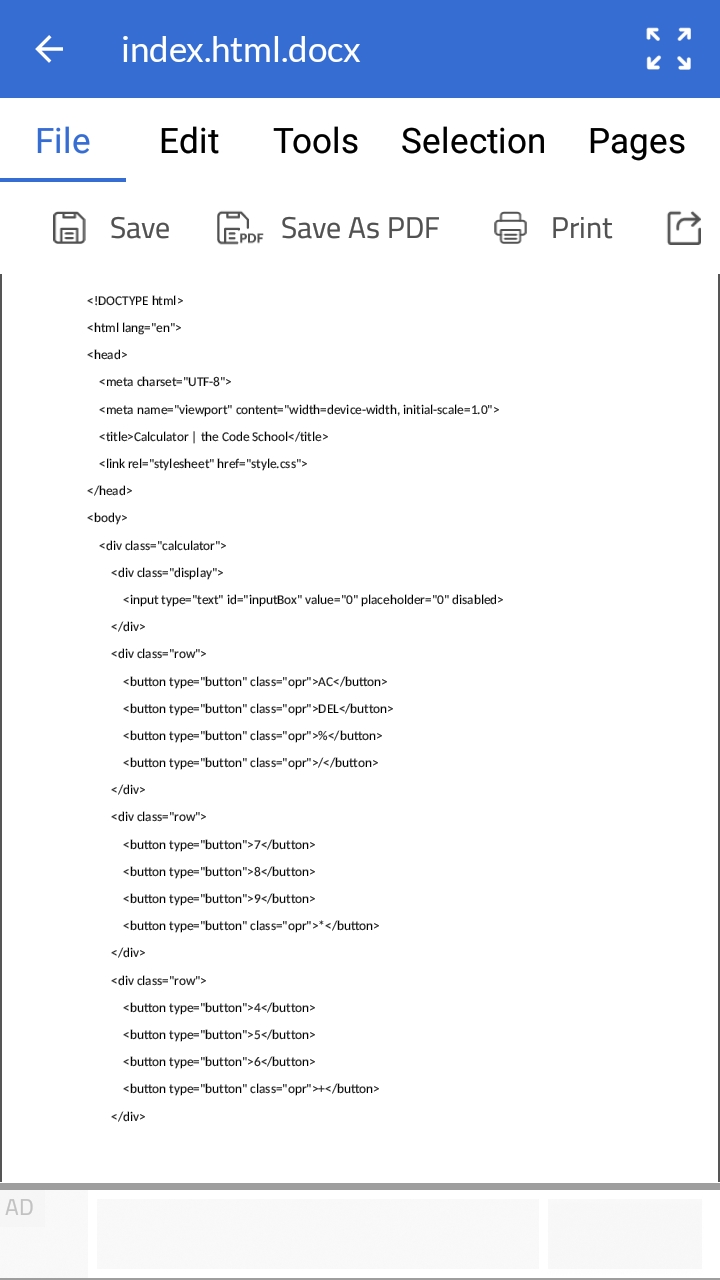 index.html.docx
File Edit Tools Selection Pages
Save Save As PDF Print
<!DOCTYPE html>
<html lang="en">
<head>
    <meta charset="UTF-8">
    <meta name="viewport" content="width=device-width, initial-scale=1.0">
    <title>Calculator | the Code School</title>
    <link rel="stylesheet" href="style.css">
</head>
<body>
    <div class="calculator">
        <div class="display">
            <input type="text" id="inputBox" value="0" placeholder="0" disabled>
        </div>
        <div class="row">
            <button type="button" class="opr">AC</button>
            <button type="button" class="opr">DEL</button>
            <button type="button" class="opr">%</button>
            <button type="button" class="opr">/</button>
        </div>
        <div class="row">
            <button type="button">7</button>
            <button type="button">8</button>
            <button type="button">9</button>
            <button type="button" class="opr">*</button>
        </div>
        <div class="row">
            <button type="button">4</button>
            <button type="button">5</button>
            <button type="button">6</button>
            <button type="button" class="opr">+</button>
        </div>
AD